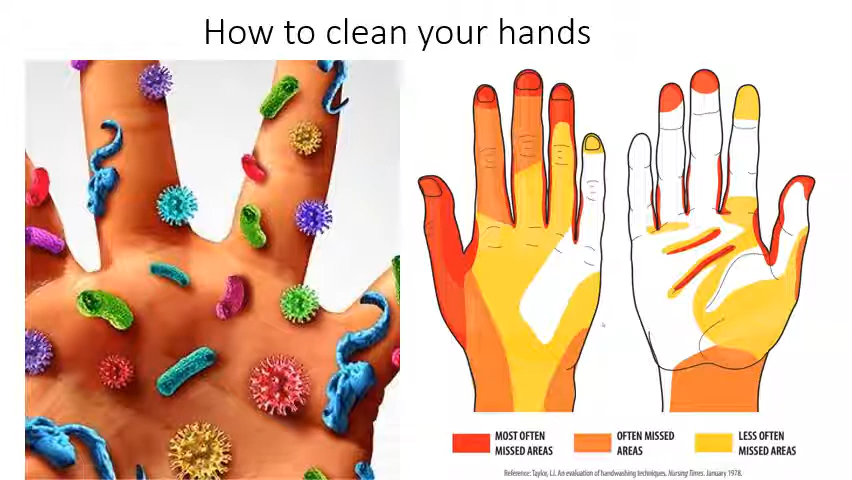 How to clean your hands
MOST OFTEN
MISSED AREAS
OFTEN MISSED
AREAS
LESS OFTEN
MISSED AREAS
Reference: Taylor, LJ. An evaluation of handwashing techniques, Nursing Times. January 1978.